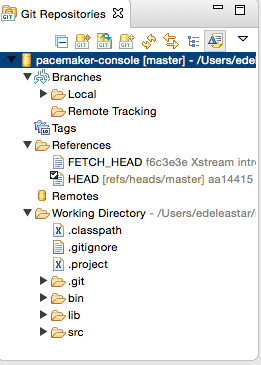 Git Repositories
pacemaker-console [master] - /Users/edel
Branches
Local
Remote Tracking
Tags
References
FETCH_HEAD f6c3e3e Xstream intr
HEAD [refs/heads/master] aa14415
Remotes
Working Directory - /Users/edeleastar/
.classpath
.gitignore
.project
.git
bin
lib
src